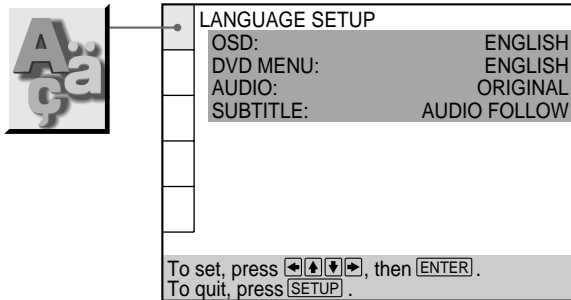 Aäç
LANGUAGE SETUP
OSD: ENGLISH
DVD MENU: ENGLISH
AUDIO: ORIGINAL
SUBTITLE: AUDIO FOLLOW
To set, press ←↑↓→, then ENTER.
To quit, press SETUP.